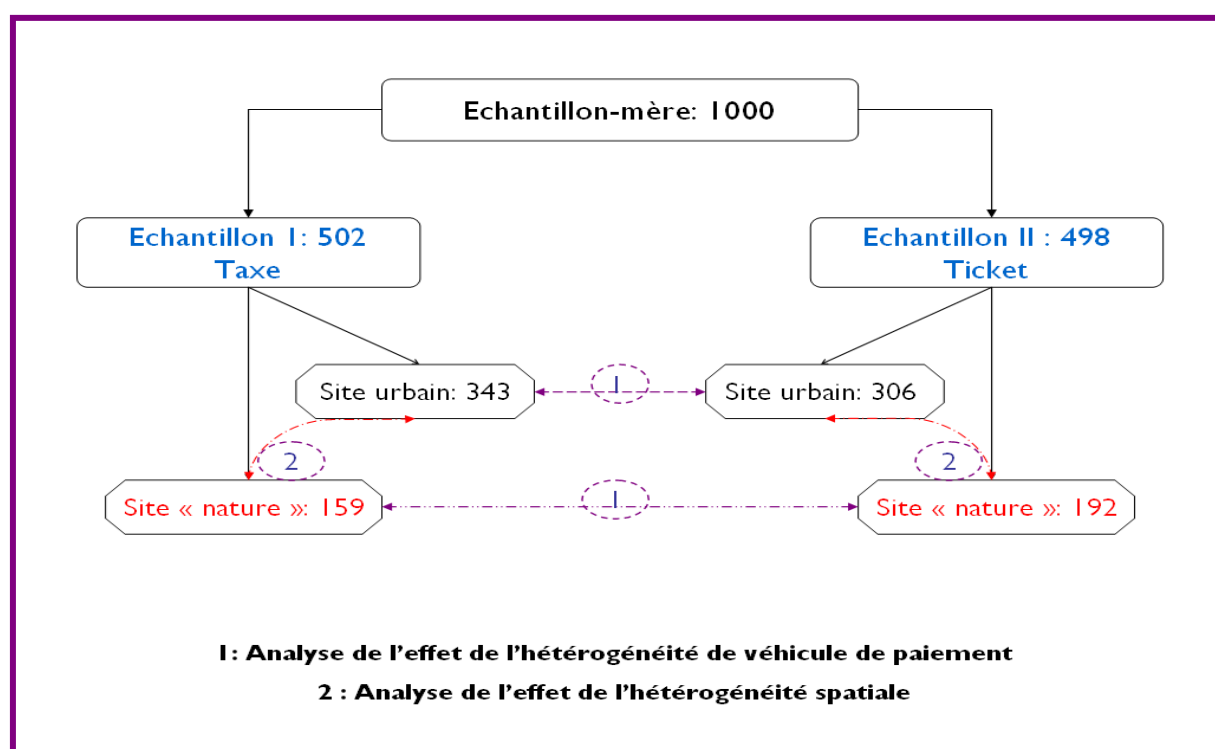 Echantillon-mère: 1000
Echantillon I: 502
Taxe
Echantillon II : 498
Ticket
Site urbain: 343
1
Site urbain: 306
2
2
Site « nature »: 159
1
Site « nature »: 192
1: Analyse de l'effet de l'hétérogénéité de véhicule de paiement
2 : Analyse de l'effet de l'hétérogénéité spatiale